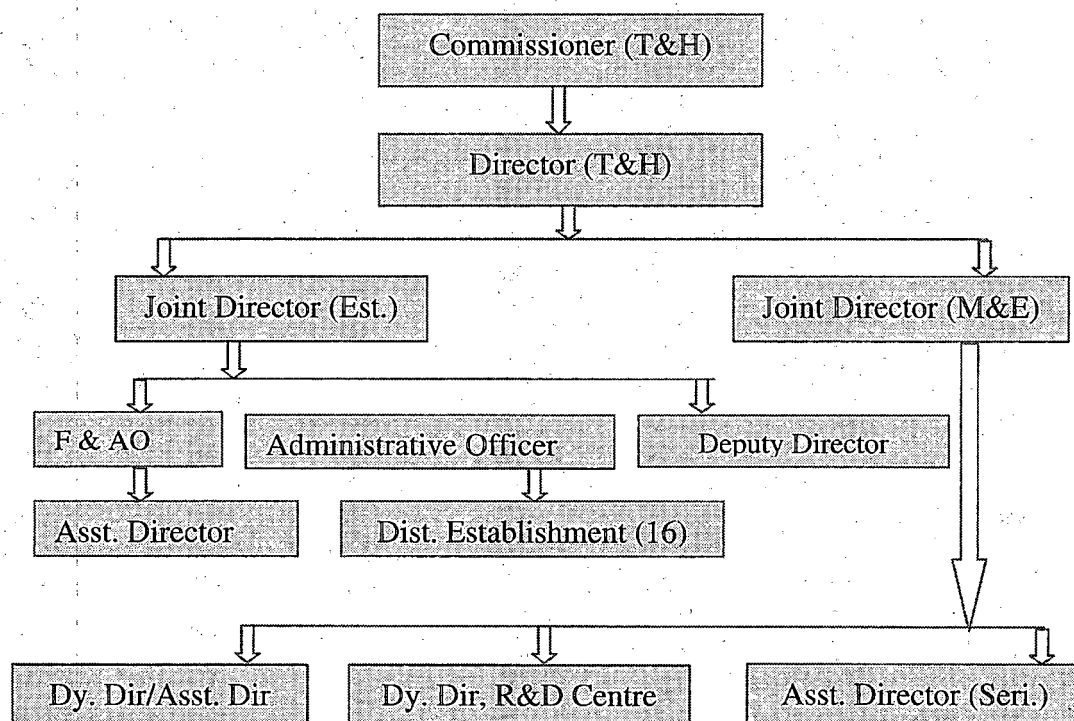 Commissioner (T&H)
Director (T&H)
Joint Director (Est.)
Joint Director (M&E)
F & AO
Administrative Officer
Deputy Director
Asst. Director
Dist. Establishment (16)
Dy. Dir/Asst. Dir
Dy. Dir, R&D Centre
Asst. Director (Seri.)